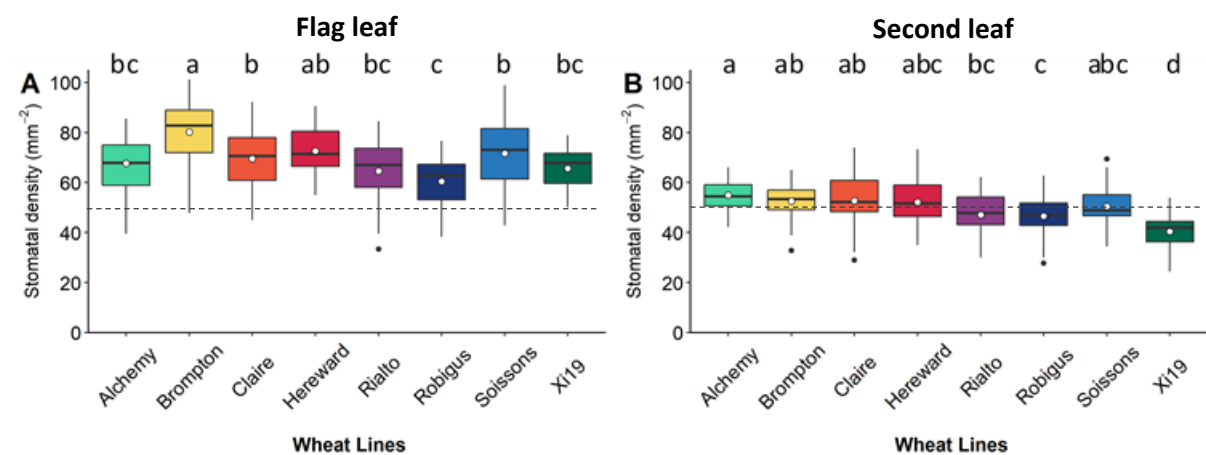 Flag leaf
A
bc a b ab bc c b bc
Stomatal density (mm⁻²)
100
80
60
40
20
0
Alchemy Brompton Claire Hereward Rialto Robigus Soissons Xi19
Wheat Lines
Second leaf
B
a ab ab abc bc c abc d
Stomatal density (mm⁻²)
100
80
60
40
20
0
Alchemy Brompton Claire Hereward Rialto Robigus Soissons Xi19
Wheat Lines